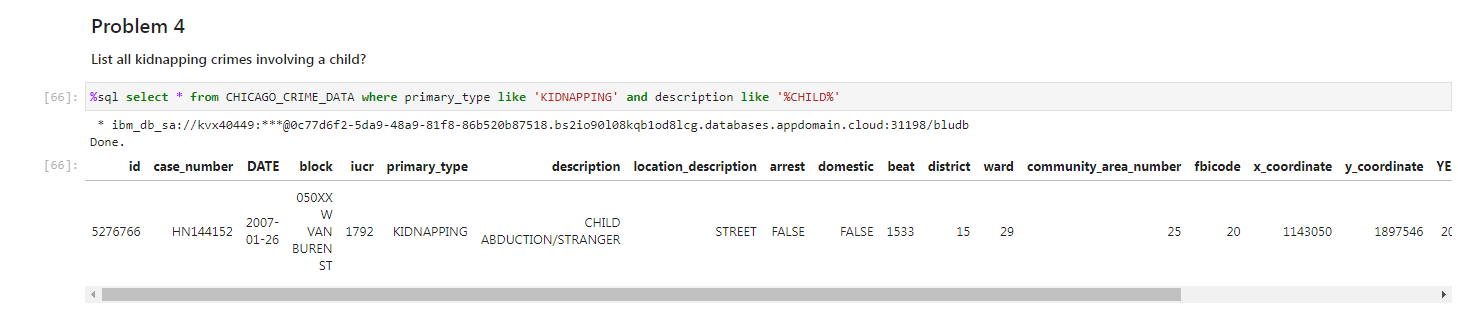 Problem 4
List all kidnapping crimes involving a child?
[66]: %sql select * from CHICAGO_CRIME_DATA where primary_type like 'KIDNAPPING' and description like '%CHILD%'
* ibm_db_sa://kvx40449:***@0c77d6f2-5da9-48a9-81f8-86b520b87518.bs2io90l08kqb1od8lcg.databases.appdomain.cloud:31198/bludb
Done.
[66]: id case_number DATE block iucr primary_type description location_description arrest domestic beat district ward community_area_number fbicode x_coordinate y_coordinate YE
5276766 HN144152 2007-01-26 050XX W VAN BUREN ST 1792 KIDNAPPING CHILD ABDUCTION/STRANGER STREET FALSE FALSE 1533 15 29 25 20 1143050 1897546 20